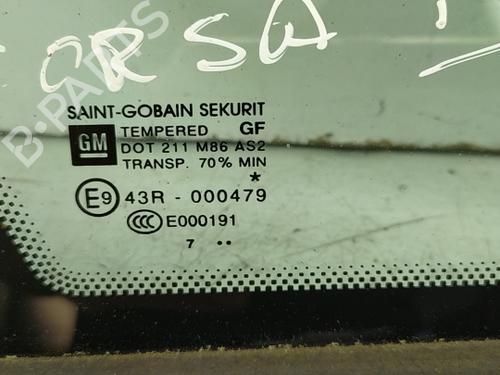 CORSA
SAINT-GOBAIN SEKURIT
GM
TEMPERED GF
DOT 211 M86 AS2
TRANSP. 70% MIN
E9 43R - 000479
CCC E000191
7 ..
B-PARTS